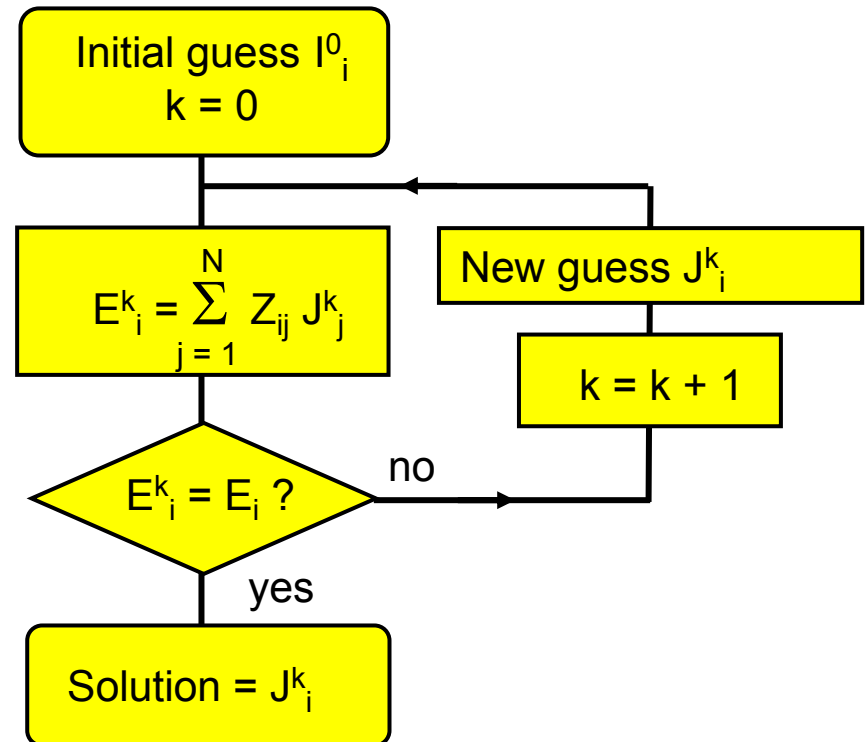 Initial guess I⁰ᵢ
k = 0
Eᵏᵢ = ∑ Zᵢⱼ Jᵏⱼ
N
j = 1
New guess Jᵏᵢ
k = k + 1
Eᵏᵢ = Eᵢ ?
no
yes
Solution = Jᵏᵢ